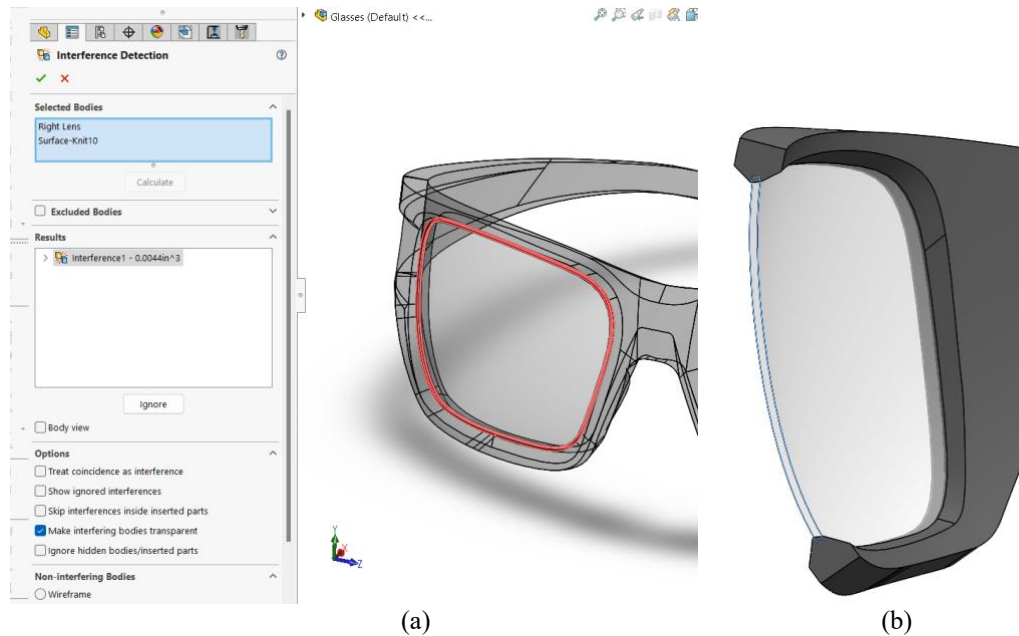 Glasses (Default) <<...
Interference Detection
Selected Bodies
Right Lens
Surface-Knit10
Calculate
Excluded Bodies
Results
Interference1 - 0.0044in^3
Ignore
Body view
Options
Treat coincidence as interference
Show ignored interferences
Skip interferences inside inserted parts
Make interfering bodies transparent
Ignore hidden bodies/inserted parts
Non-interfering Bodies
Wireframe
Y
X
Z
(a)
(b)